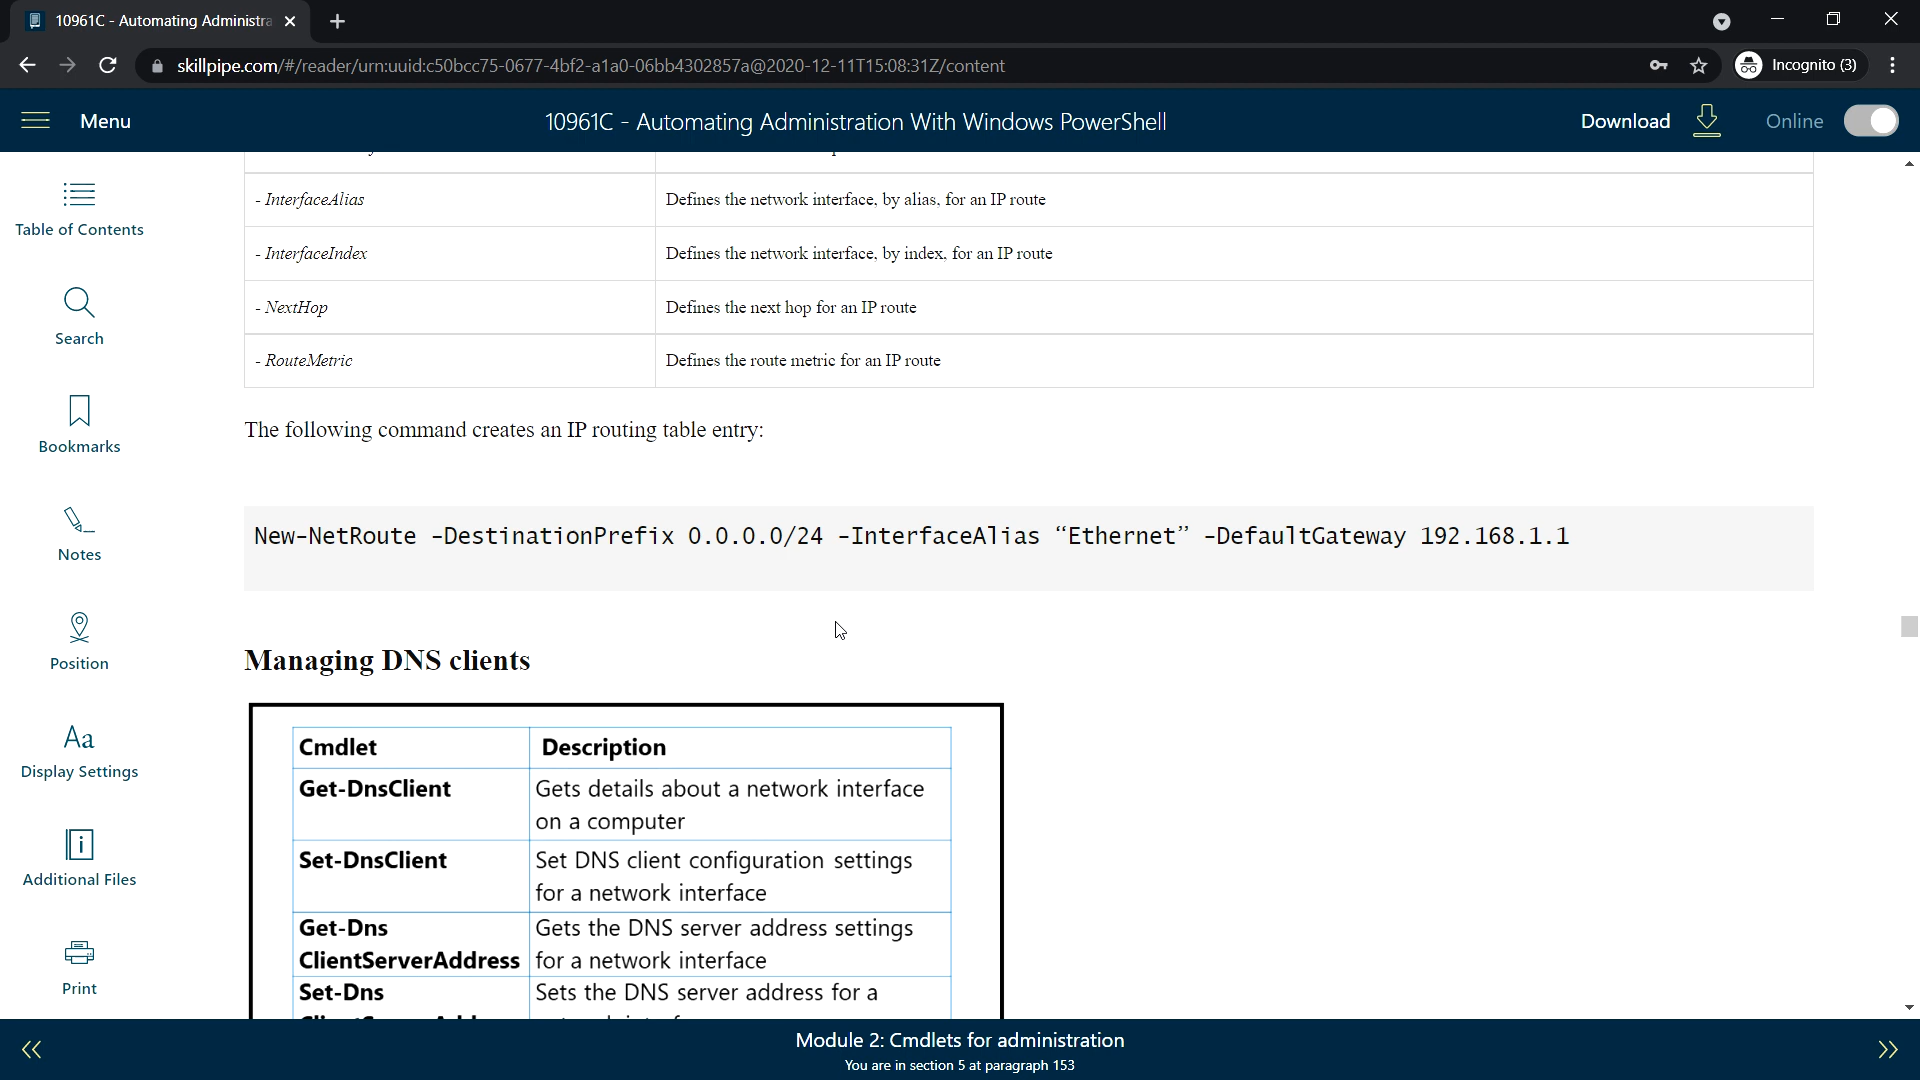 10961C - Automating Administra
skillpipe.com/#/reader/urn:uuid:c50bcc75-0677-4bf2-a1a0-06bb4302857a@2020-12-11T15:08:31Z/content
Incognito (3)
Menu
10961C - Automating Administration With Windows PowerShell
Download
Online
Table of Contents
Search
Bookmarks
Notes
Position
Aa
Display Settings
Additional Files
Print
- InterfaceAlias
Defines the network interface, by alias, for an IP route
- InterfaceIndex
Defines the network interface, by index, for an IP route
- NextHop
Defines the next hop for an IP route
- RouteMetric
Defines the route metric for an IP route
The following command creates an IP routing table entry:
New-NetRoute -DestinationPrefix 0.0.0.0/24 -InterfaceAlias “Ethernet” -DefaultGateway 192.168.1.1
Managing DNS clients
Cmdlet
Description
Get-DnsClient
Gets details about a network interface
on a computer
Set-DnsClient
Set DNS client configuration settings
for a network interface
Get-Dns
ClientServerAddress
Gets the DNS server address settings
for a network interface
Set-Dns
Sets the DNS server address for a
Module 2: Cmdlets for administration
You are in section 5 at paragraph 153